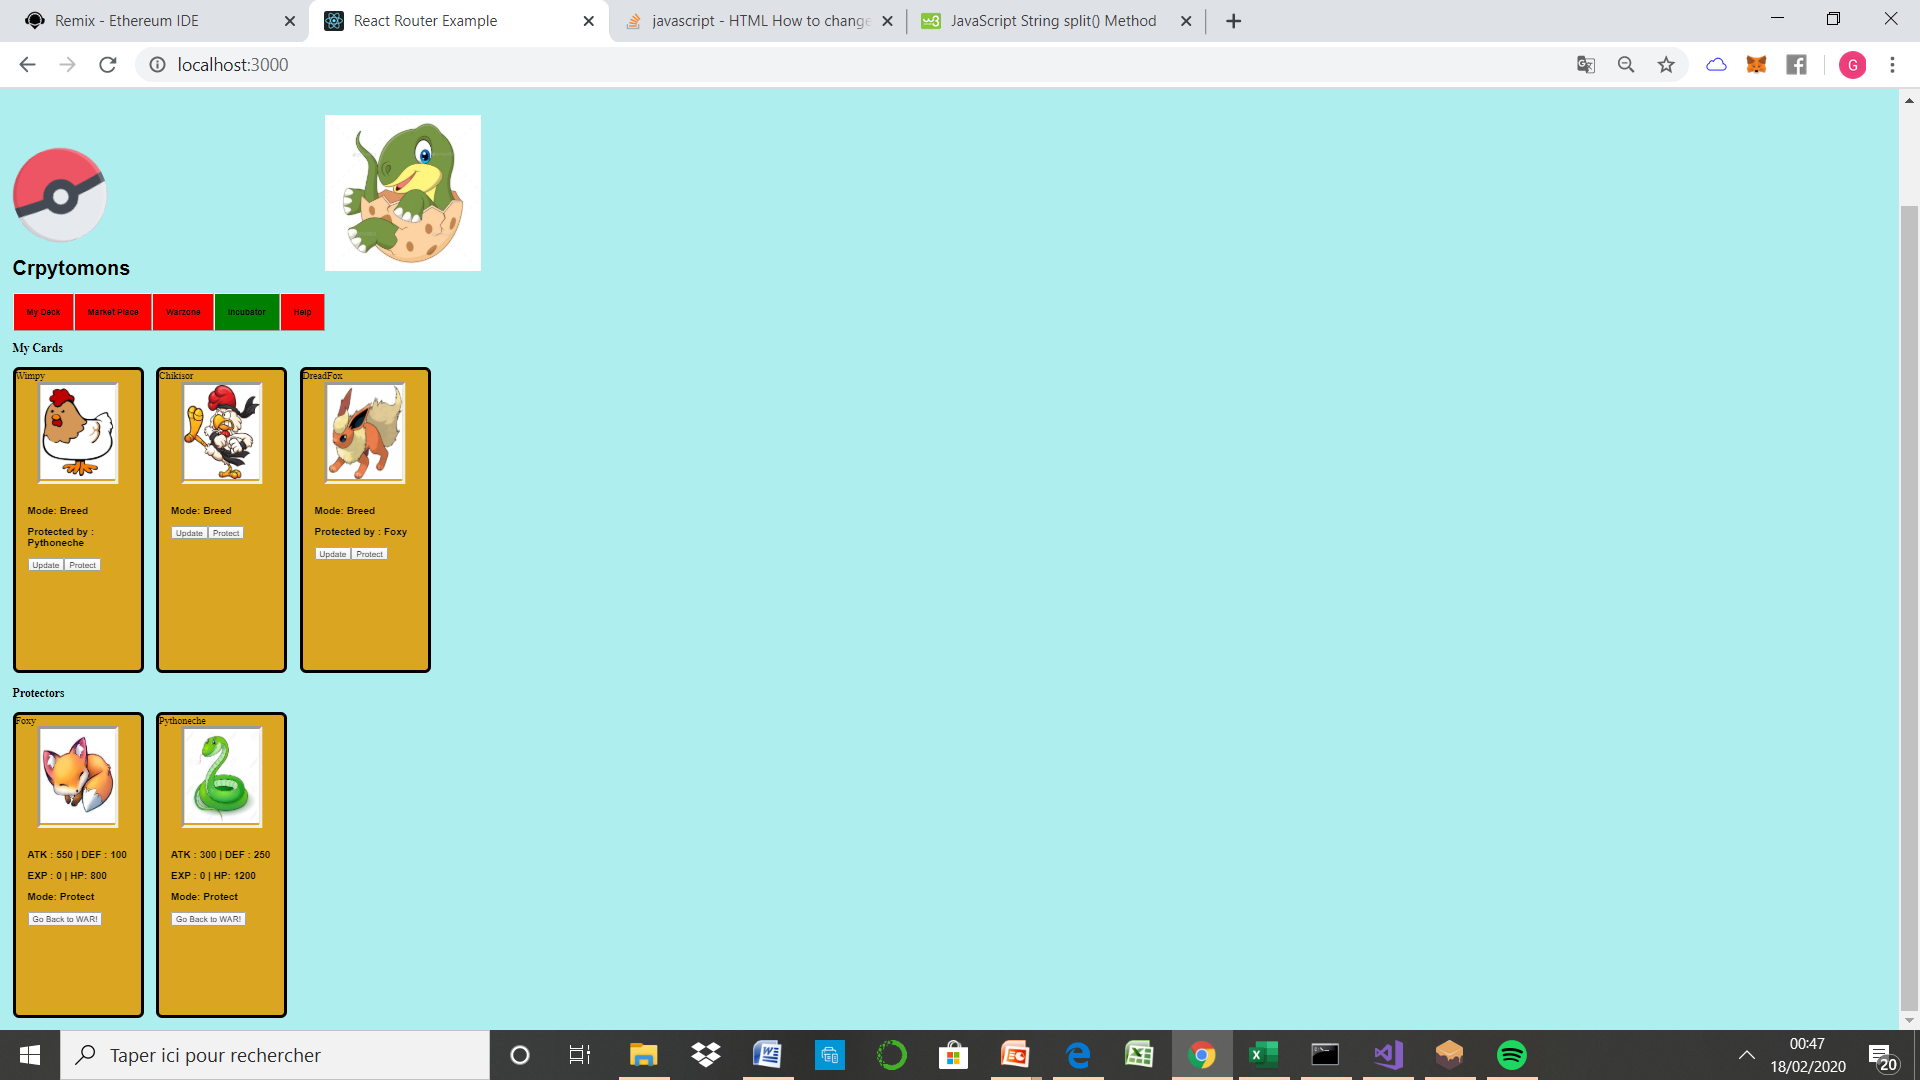 Remix - Ethereum IDE
React Router Example
javascript - HTML How to change
JavaScript String split() Method
localhost:3000
G
Crpytomons
My Deck
Market Place
Warzone
Incubator
Help
My Cards
Wimpy
Mode: Breed
Protected by :
Pythoneche
Update
Protect
Chikisor
Mode: Breed
Update
Protect
DreadFox
Mode: Breed
Protected by : Foxy
Update
Protect
Protectors
Foxy
ATK : 550 | DEF : 100
EXP : 0 | HP: 800
Mode: Protect
Go Back to WAR!
Pythoneche
ATK : 300 | DEF : 250
EXP : 0 | HP: 1200
Mode: Protect
Go Back to WAR!
Taper ici pour rechercher
00:47
18/02/2020
20